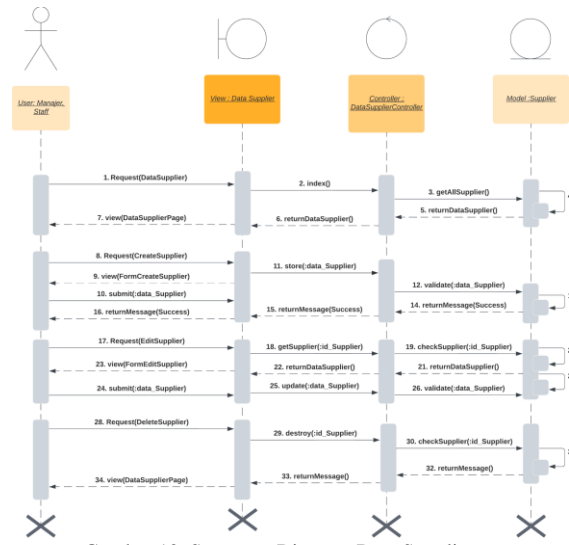 User: Manajer,
Staff
View : Data Supplier
Controller :
DataSupplierController
Model :Supplier
1. Request(DataSupplier)
2. index()
3. getAllSupplier()
5. returnDataSupplier()
6. returnDataSupplier()
7. view(DataSupplierPage)
8. Request(CreateSupplier)
9. view(FormCreateSupplier)
10. submit(:data_Supplier)
11. store(:data_Supplier)
12. validate(:data_Supplier)
14. returnMessage(Success)
15. returnMessage(Success)
16. returnMessage(Success)
17. Request(EditSupplier)
18. getSupplier(:id_Supplier)
19. checkSupplier(:id_Supplier)
21. returnDataSupplier()
22. returnDataSupplier()
23. view(FormEditSupplier)
24. submit(:data_Supplier)
25. update(:data_Supplier)
26. validate(:data_Supplier)
28. Request(DeleteSupplier)
29. destroy(:id_Supplier)
30. checkSupplier(:id_Supplier)
32. returnMessage()
33. returnMessage()
34. view(DataSupplierPage)